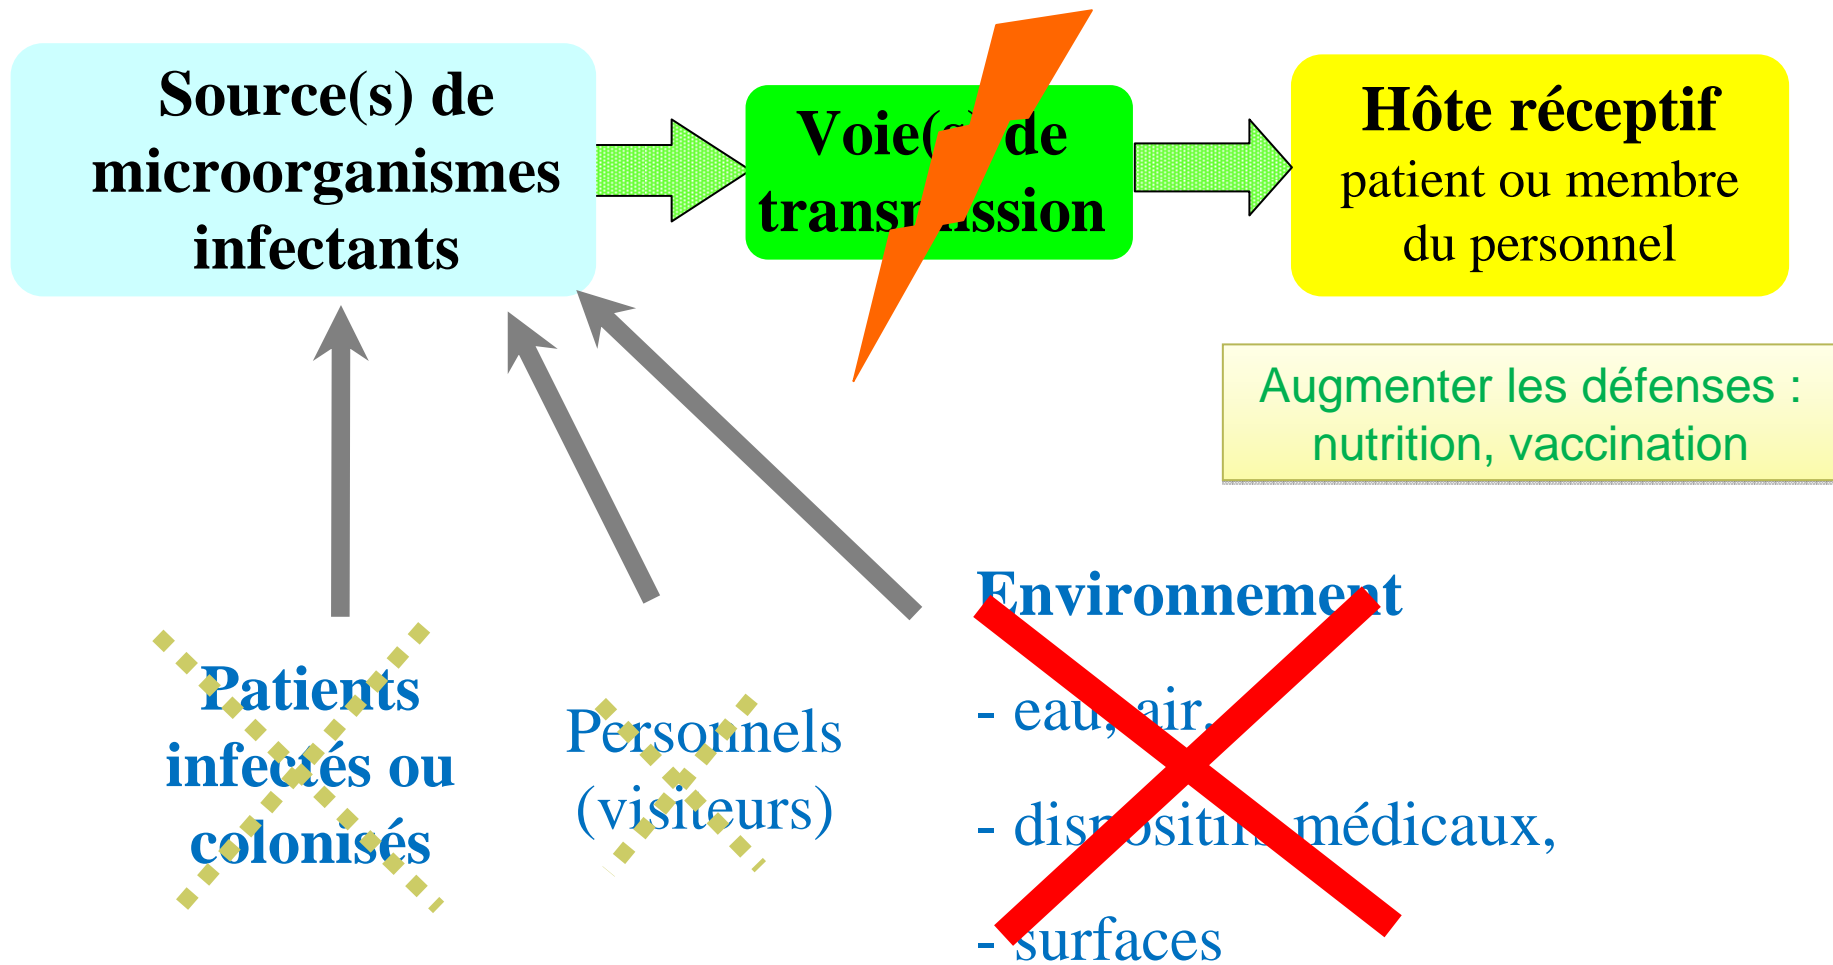 Source(s) de
microorganismes
infectants
Voie(s) de
transmission
Hôte réceptif
patient ou membre
du personnel
Augmenter les défenses :
nutrition, vaccination
Patients
infectés ou
colonisés
Personnels
(visiteurs)
Environnement
- eau, air,
- dispositifs médicaux,
- surfaces